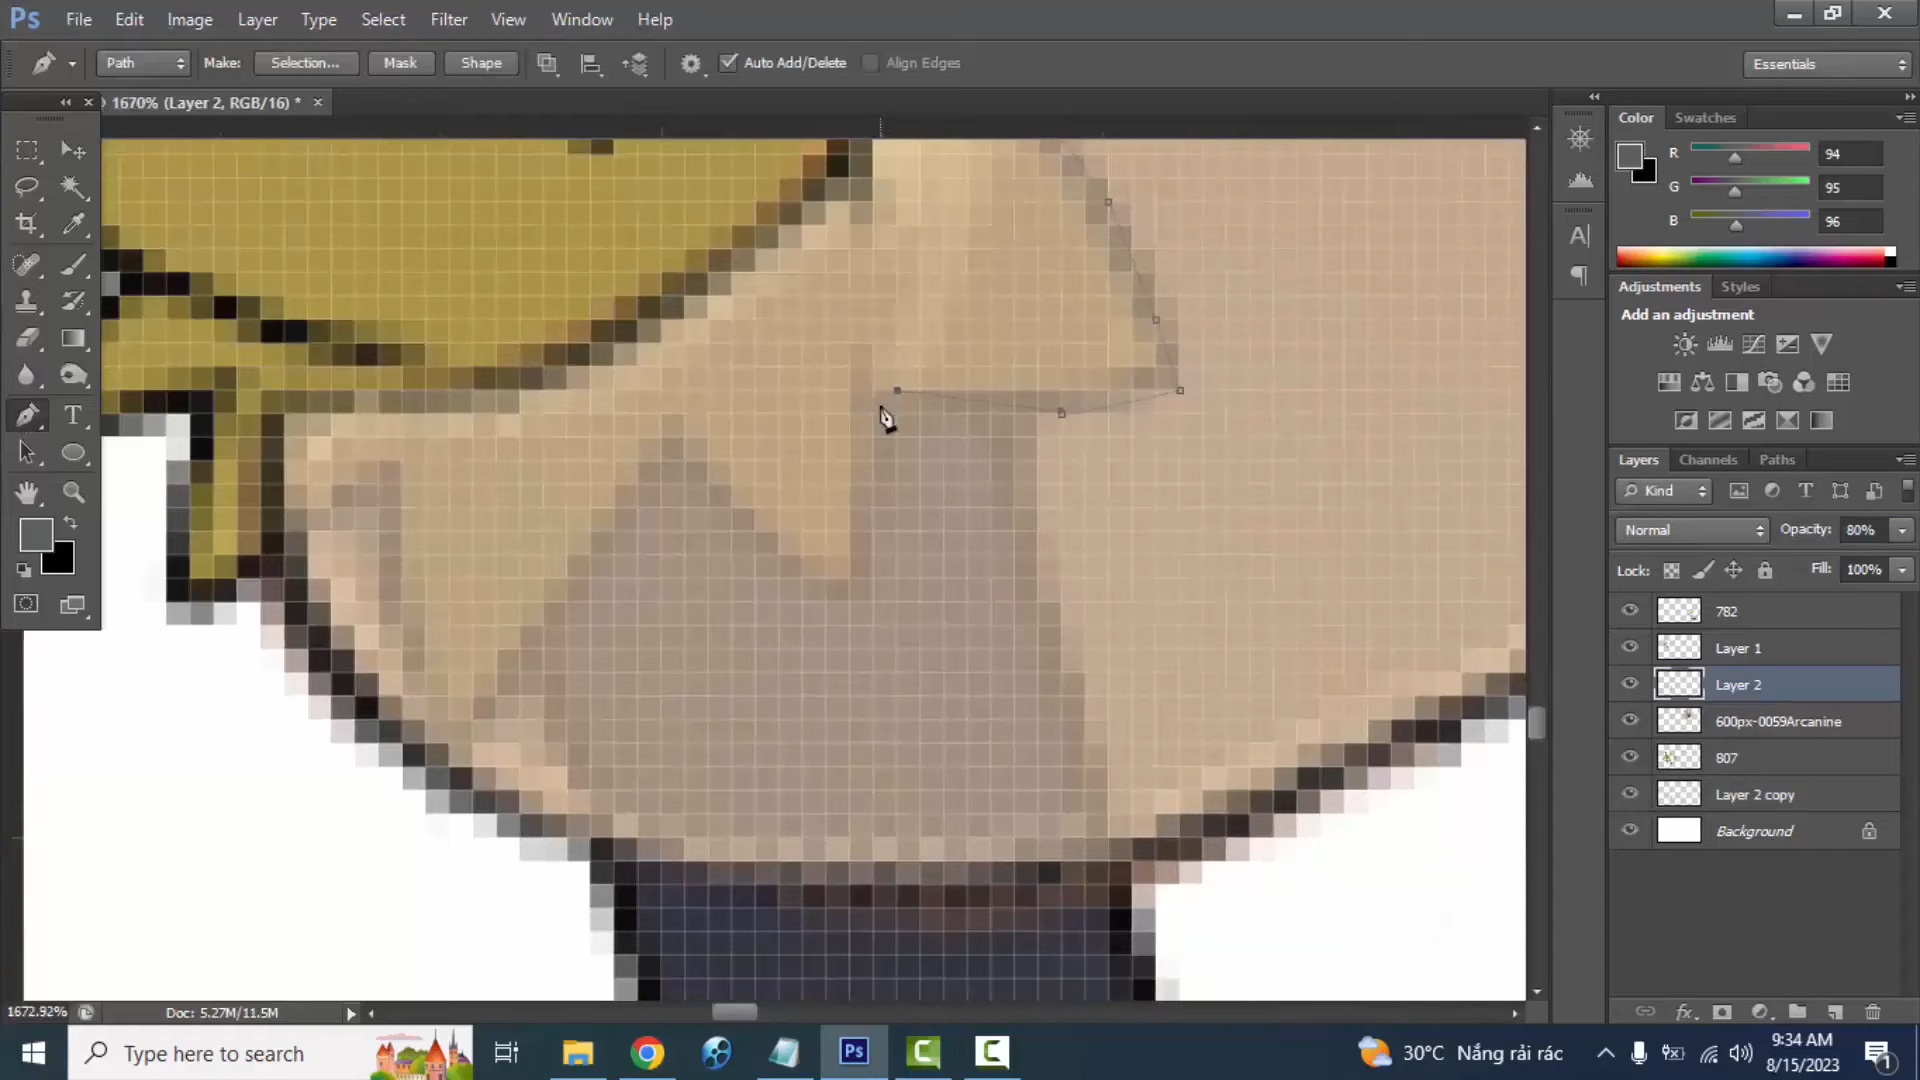 Ps File Edit Image Layer Type Select Filter View Window Help
Path Make: Selection... Mask Shape Auto Add/Delete Align Edges Essentials
1670% (Layer 2, RGB/16) *
Color Swatches
R 94
G 95
B 96
Adjustments Styles
Add an adjustment
Layers Channels Paths
Kind
Normal Opacity: 80%
Lock: Fill: 100%
782
Layer 1
Layer 2
600px-0059Arcanine
807
Layer 2 copy
Background
1672.92% Doc: 5.27M/11.5M
Type here to search
Ps
30°C Nắng rải rác
9:34 AM
8/15/2023
1